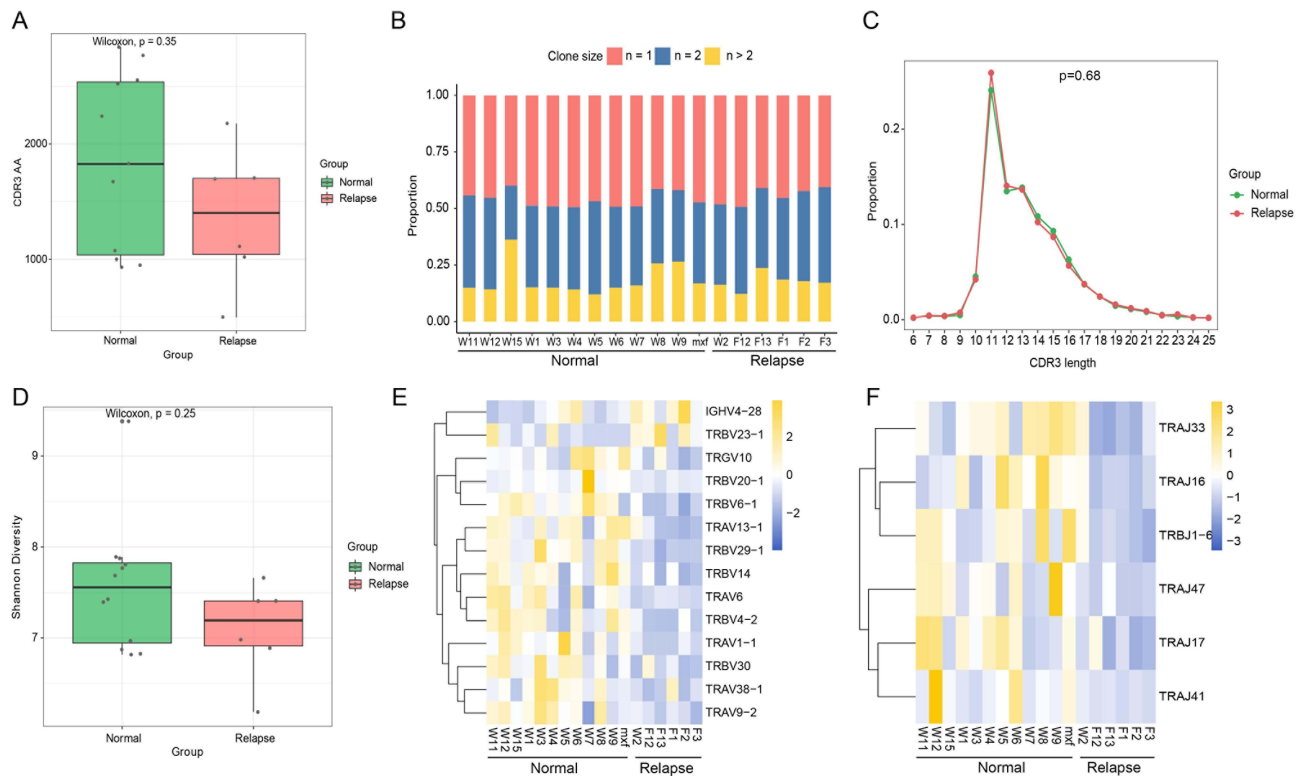 A
Wilcoxon, p = 0.35
CDR3 AA
2000
1000
Normal
Relapse
Group
Group
Normal
Relapse
B
Clone size
n = 1
n = 2
n > 2
Proportion
1.00
0.75
0.50
0.25
0.00
W11 W12 W15 W1 W3 W4 W5 W6 W7 W8 W9 mxf W2 F12 F13 F1 F2 F3
Normal
Relapse
C
p=0.68
Proportion
0.2
0.1
0.0
6 7 8 9 10 11 12 13 14 15 16 17 18 19 20 21 22 23 24 25
CDR3 length
Group
Normal
Relapse
D
Wilcoxon, p = 0.25
Shannon Diversity
9
8
7
Normal
Relapse
Group
Group
Normal
Relapse
E
IGHV4−28
TRBV23−1
TRGV10
TRBV20−1
TRBV6−1
TRAV13−1
TRBV29−1
TRBV14
TRAV6
TRBV4−2
TRAV1−1
TRBV30
TRAV38−1
TRAV9−2
2
0
−2
W11 W12 W15 W1 W3 W4 W5 W6 W7 W8 W9 mxf W2 F12 F13 F1 F2 F3
Normal
Relapse
F
TRAJ33
TRAJ16
TRBJ1−6
TRAJ47
TRAJ17
TRAJ41
3
2
1
0
−1
−2
−3
W11 W12 W15 W1 W3 W4 W5 W6 W7 W8 W9 mxf W2 F12 F13 F1 F2 F3
Normal
Relapse